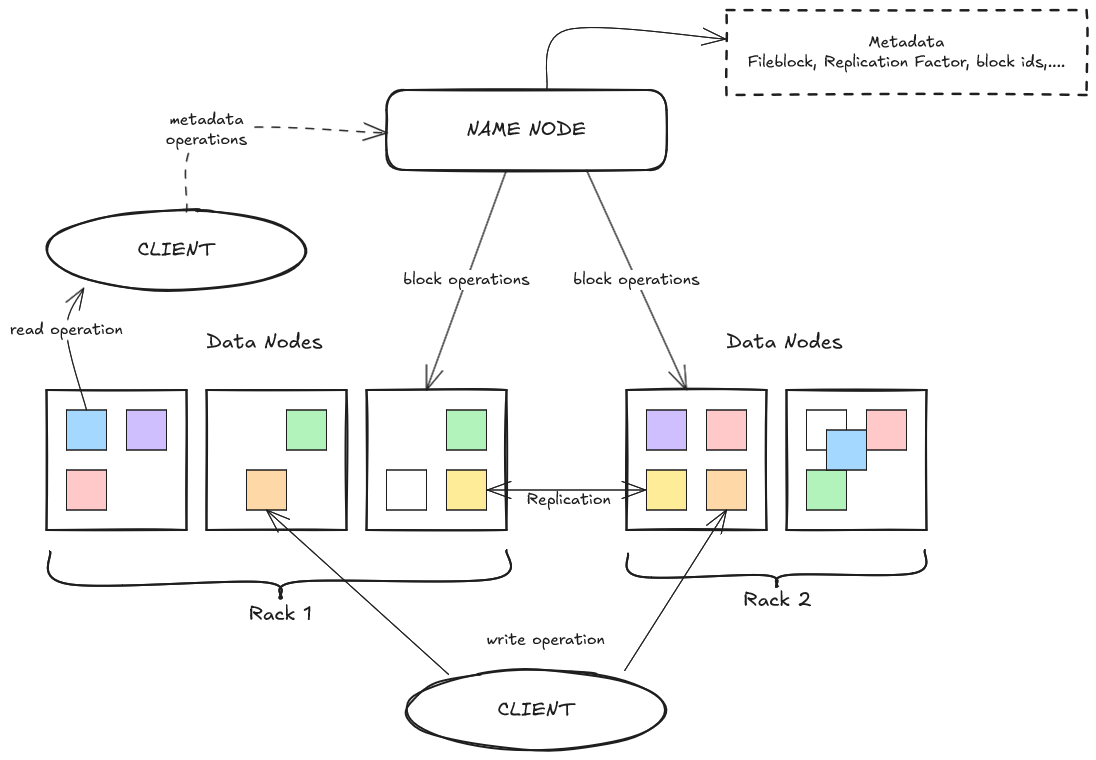 Metadata
Fileblock, Replication Factor, block ids,....
metadata
operations
NAME NODE
CLIENT
block operations
block operations
read operation
Data Nodes
Data Nodes
Replication
Rack 1
Rack 2
write operation
CLIENT